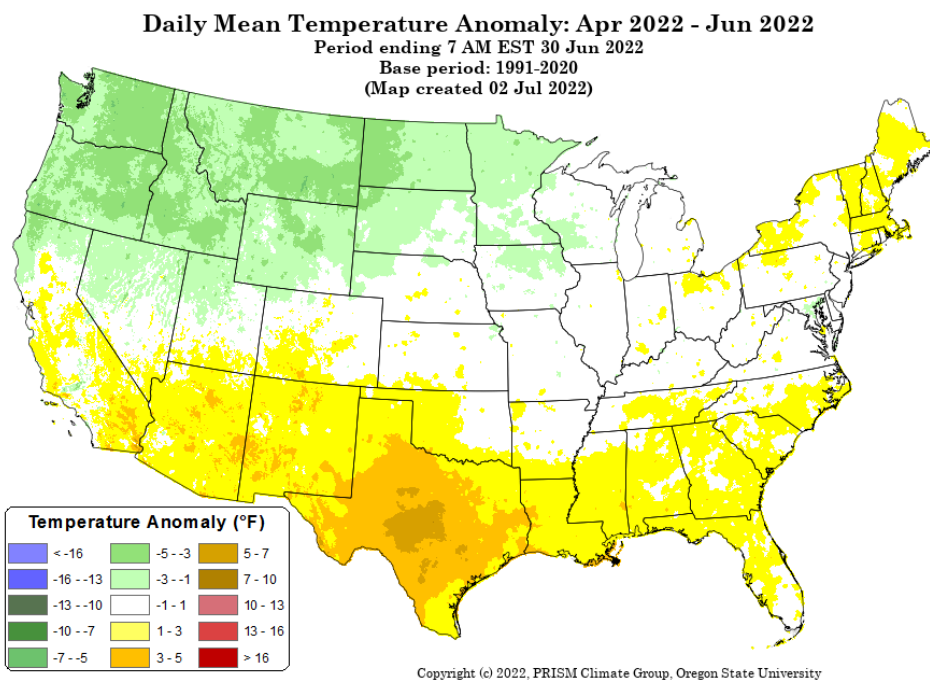 Daily Mean Temperature Anomaly: Apr 2022 - Jun 2022
Period ending 7 AM EST 30 Jun 2022
Base period: 1991-2020
(Map created 02 Jul 2022)
Temperature Anomaly (°F)
< -16
-16 - -13
-13 - -10
-10 - -7
-7 - -5
-5 - -3
-3 - -1
-1 - 1
1 - 3
3 - 5
5 - 7
7 - 10
10 - 13
13 - 16
> 16
Copyright (c) 2022, PRISM Climate Group, Oregon State University